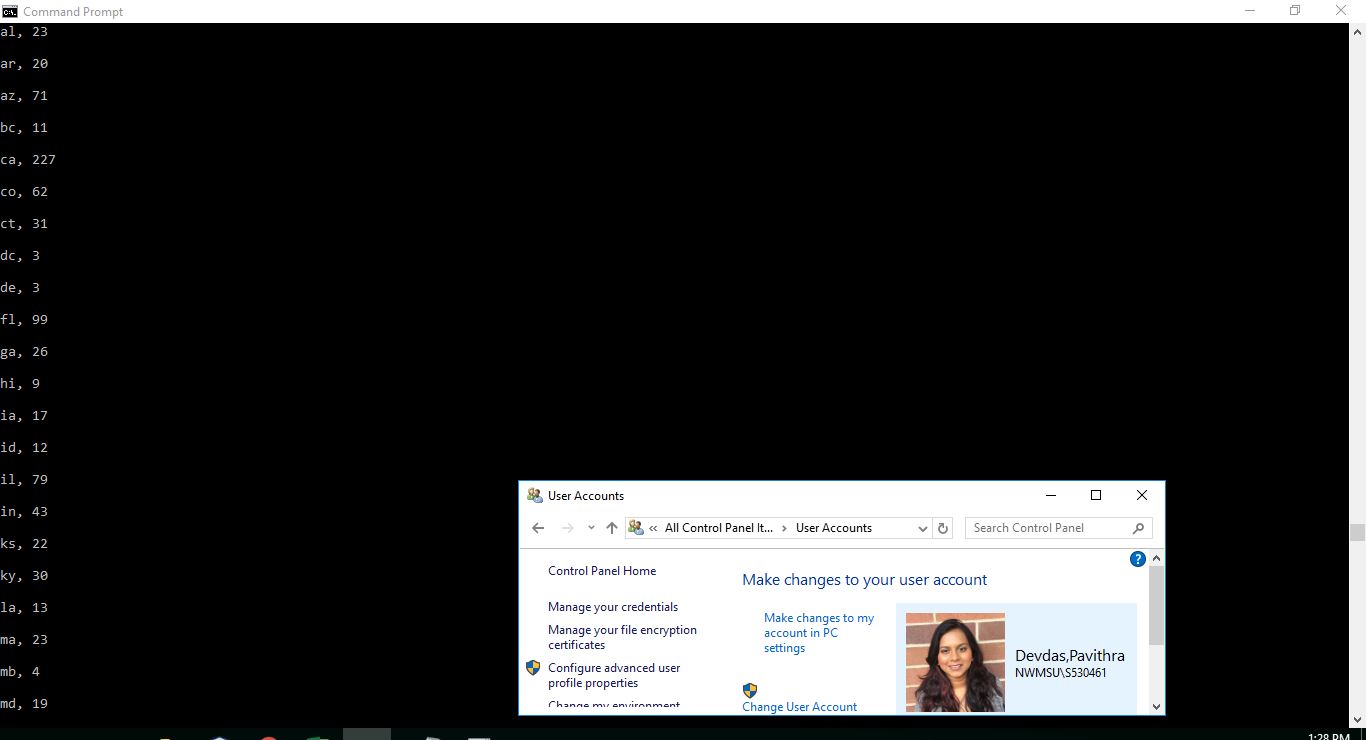 Command Prompt
al, 23
ar, 20
az, 71
bc, 11
ca, 227
co, 62
ct, 31
dc, 3
de, 3
fl, 99
ga, 26
hi, 9
ia, 17
id, 12
il, 79
in, 43
ks, 22
ky, 30
la, 13
ma, 23
mb, 4
md, 19
User Accounts
« All Control Panel It... › User Accounts
Search Control Panel
Control Panel Home
Manage your credentials
Manage your file encryption
certificates
Configure advanced user
profile properties
Change my environment
Make changes to your user account
Make changes to my
account in PC
settings
Change User Account
Devdas,Pavithra
NWMSU\S530461
1:28 PM